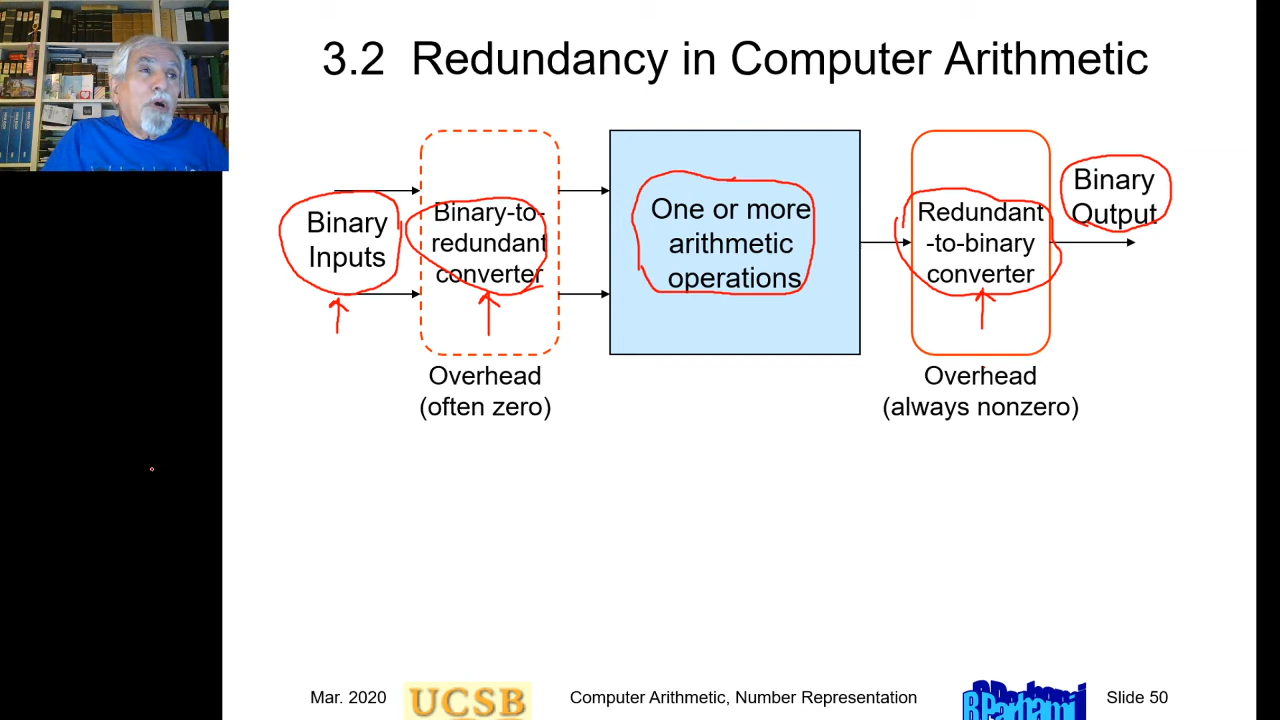 3.2 Redundancy in Computer Arithmetic
Binary
Inputs
Binary-to-
redundant
converter
One or more
arithmetic
operations
Redundant
-to-binary
converter
Binary
Output
Overhead
(often zero)
Overhead
(always nonzero)
Mar. 2020
UCSB
Computer Arithmetic, Number Representation
B. Parhami
Slide 50